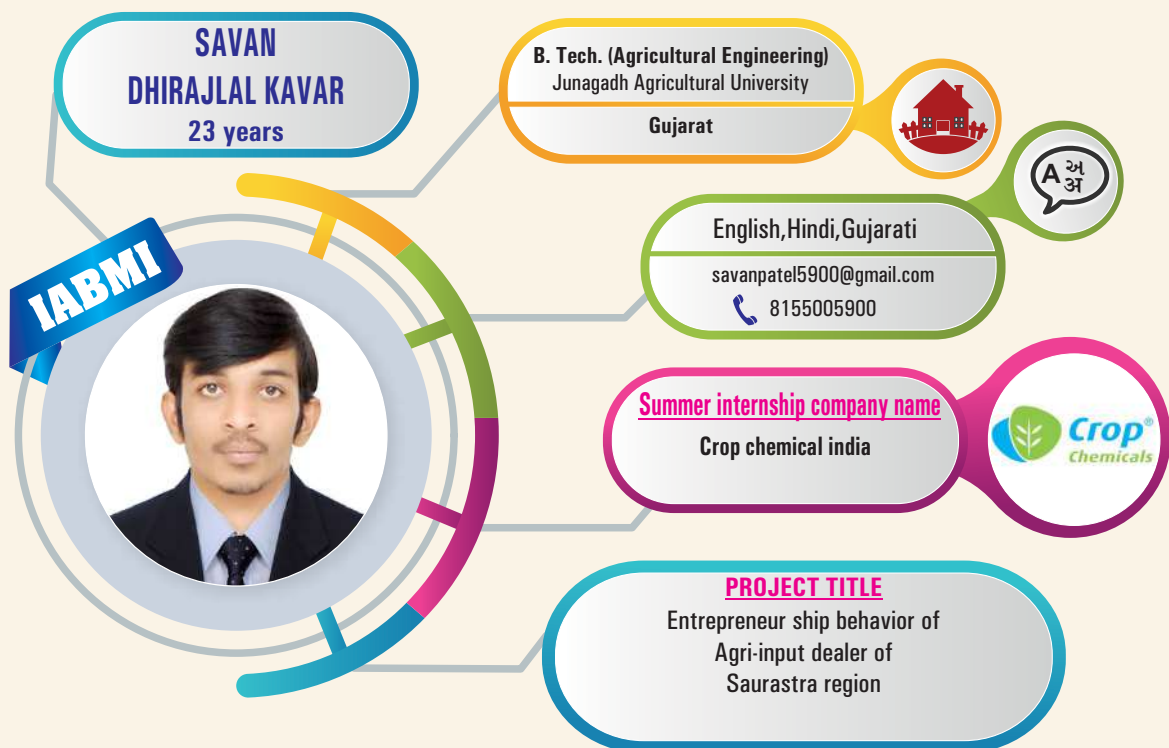 SAVAN
DHIRAJLAL KAVAR
23 years
B. Tech. (Agricultural Engineering)
Junagadh Agricultural University
Gujarat
A અ
अ
English,Hindi,Gujarati
savanpatel5900@gmail.com
8155005900
IABMI
Summer internship company name
Crop chemical india
Crop®
Chemicals
PROJECT TITLE
Entrepreneur ship behavior of
Agri-input dealer of
Saurastra region